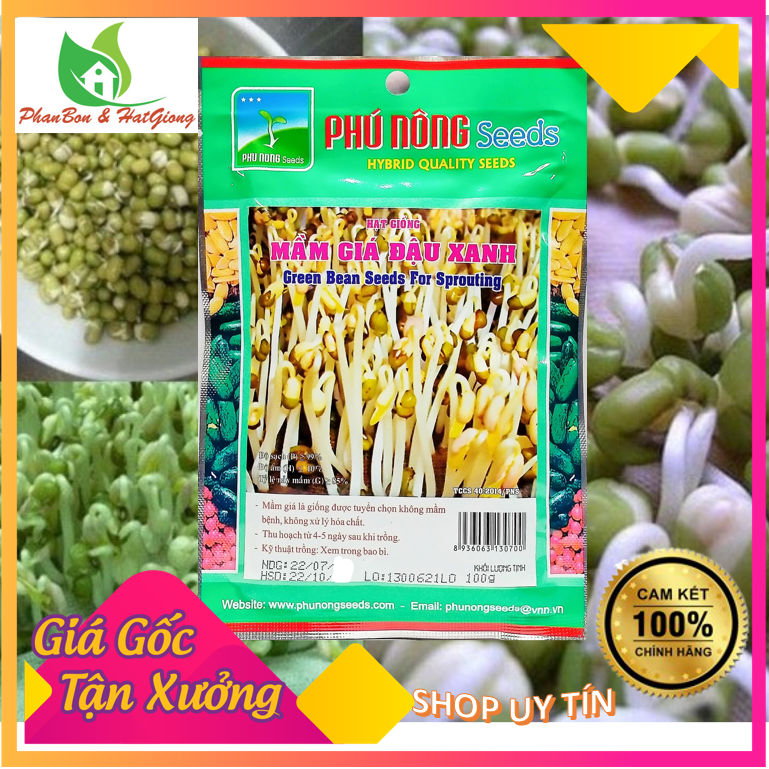 PhanBon & HatGiong
PHÚ NÔNG Seeds
PHÚ NÔNG Seeds
HYBRID QUALITY SEEDS
HẠT GIỐNG
MẦM GIÁ ĐẬU XANH
Green Bean Seeds For Sprouting
Độ sạch (P) > 99%
Độ ẩm (H) ≤ 10%
Tỷ lệ nảy mầm (G) >85%
TCCS 40-2014/PNS
- Mầm giá là giống được tuyển chọn không mầm
bệnh, không xử lý hóa chất.
- Thu hoạch từ 4-5 ngày sau khi trồng.
- Kỹ thuật trồng: Xem trong bao bì.
8 936063 130700
NDG: 22/07/
HSD: 22/10/
LO:1300621LO 100g
KHỐI LƯỢNG TỊNH
Website: www.phunongseeds.com - Email: phunongseeds@vnn.vn
Giá Gốc
Tận Xưởng
SHOP UY TÍN
CAM KẾT
100%
CHÍNH HÃNG